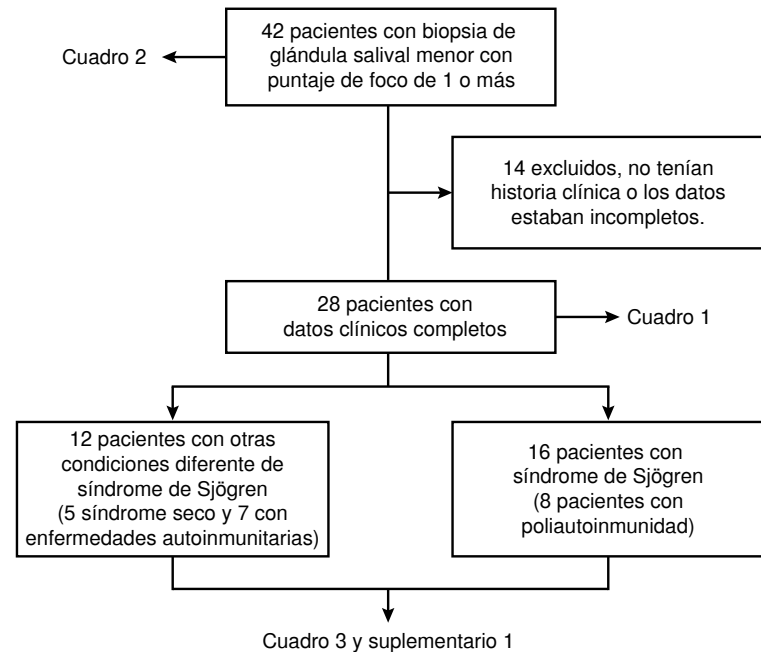 42 pacientes con biopsia de
glándula salival menor con
puntaje de foco de 1 o más
Cuadro 2
14 excluidos, no tenían
historia clínica o los datos
estaban incompletos.
28 pacientes con
datos clínicos completos
Cuadro 1
12 pacientes con otras
condiciones diferente de
síndrome de Sjögren
(5 síndrome seco y 7 con
enfermedades autoinmunitarias)
16 pacientes con
síndrome de Sjögren
(8 pacientes con
poliautoinmunidad)
Cuadro 3 y suplementario 1